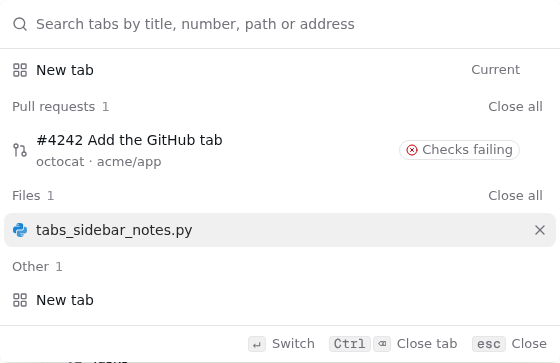 Search tabs by title, number, path or address
New tab Current
Pull requests 1 Close all
#4242 Add the GitHub tab
octocat · acme/app Checks failing
Files 1 Close all
tabs_sidebar_notes.py
Other 1
New tab
↵ Switch Ctrl ⌫ Close tab esc Close